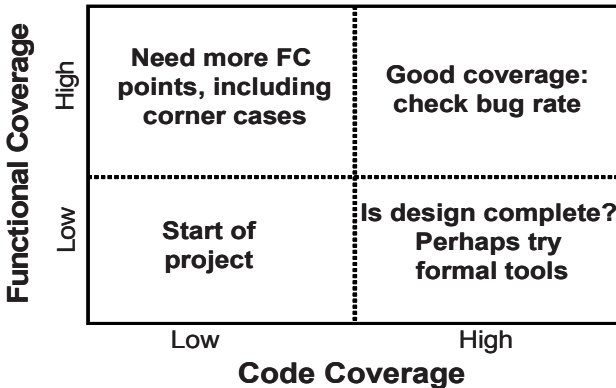 Functional Coverage
High
Low
Need more FC
points, including
corner cases
Good coverage:
check bug rate
Start of
project
Is design complete?
Perhaps try
formal tools
Low
High
Code Coverage